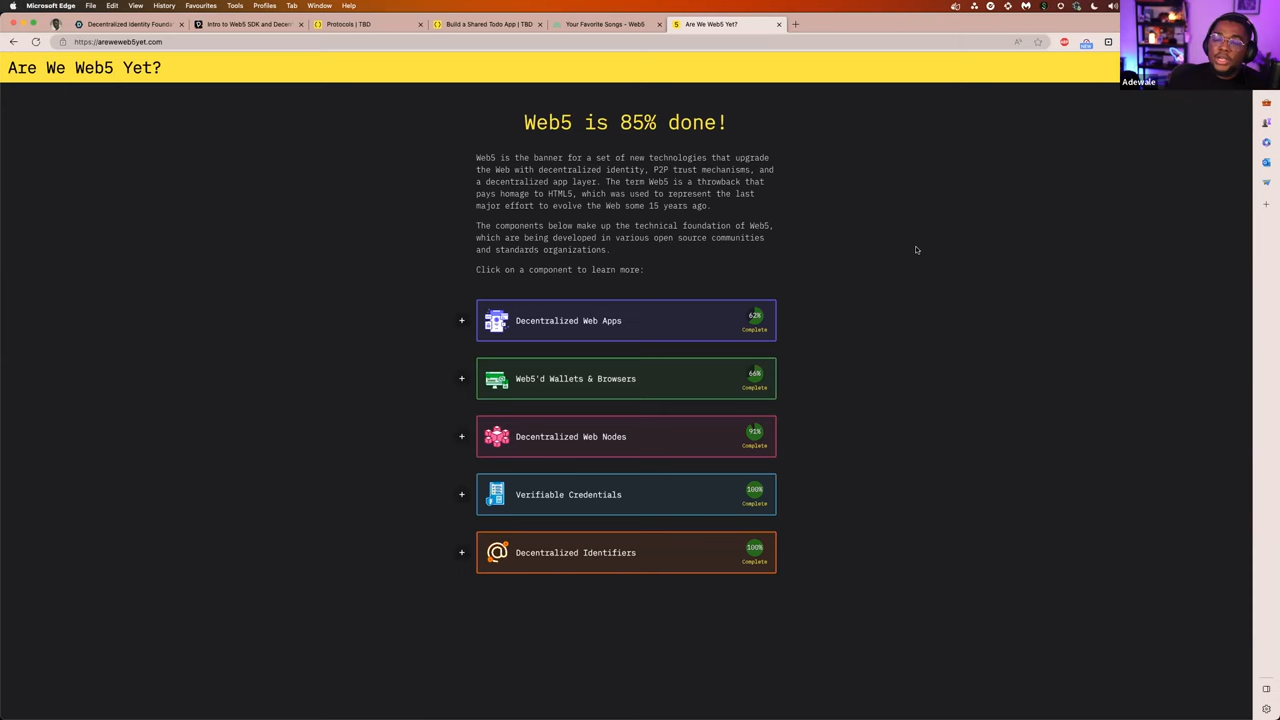 Microsoft Edge File Edit View History Favourites Tools Profiles Tab Window Help
Decentralized Identity Founda
Intro to Web5 SDK and Decen
Protocols | TBD
Build a Shared Todo App | TBD
Your Favorite Songs - Web5
Are We Web5 Yet?
https://areweweb5yet.com
NEW
Adewale
Are We Web5 Yet?
Web5 is 85% done!
Web5 is the banner for a set of new technologies that upgrade
the Web with decentralized identity, P2P trust mechanisms, and
a decentralized app layer. The term Web5 is a throwback that
pays homage to HTML5, which was used to represent the last
major effort to evolve the Web some 15 years ago.
The components below make up the technical foundation of Web5,
which are being developed in various open source communities
and standards organizations.
Click on a component to learn more:
+ Decentralized Web Apps 62%
Complete
+ Web5'd Wallets & Browsers 66%
Complete
+ Decentralized Web Nodes 91%
Complete
+ Verifiable Credentials 100%
Complete
+ Decentralized Identifiers 100%
Complete